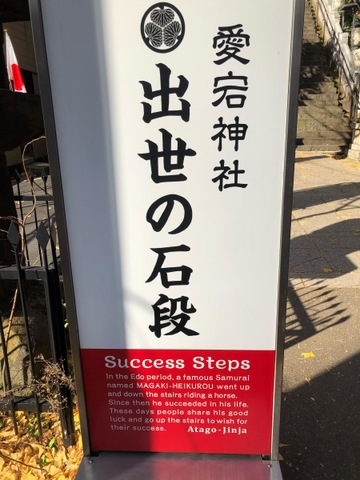 愛宕神社
出世の石段
Success Steps
In the Edo period, a famous Samurai
named MAGAKI-HEIKUROU went up
and down the stairs riding a horse.
Since then he succeeded in his life.
These days people share his good
luck and go up the stairs to wish for
their success. Atago-Jinja